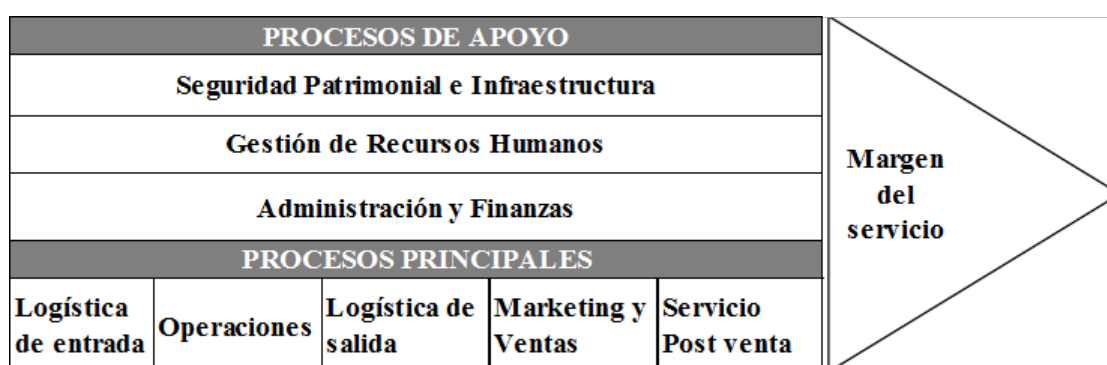 PROCESOS DE APOYO
Seguridad Patrimonial e Infraestructura
Gestión de Recursos Humanos
Administración y Finanzas
PROCESOS PRINCIPALES
Logística
de entrada
Operaciones
Logística de
salida
Marketing y
Ventas
Servicio
Post venta
Margen
del
servicio